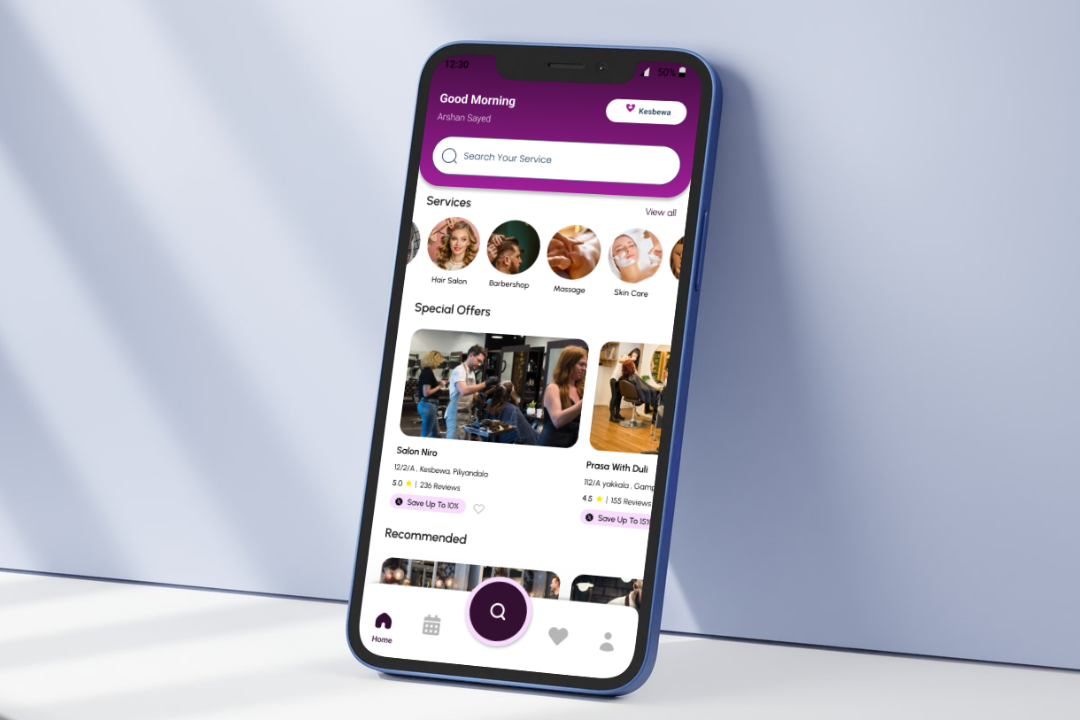 12:30
50%
Good Morning
Arshan Sayed
Kesbewa
Search Your Service
Services
View all
Hair Salon
Barbershop
Massage
Skin Care
Special Offers
Salon Niro
12/2/A , Kesbewa, Piliyandala
5.0 | 236 Reviews
Save Up To 10%
Prasa With Duli
112/A yakkala , Gamp
4.5 | 155 Reviews
Save Up To 15%
Recommended
Home